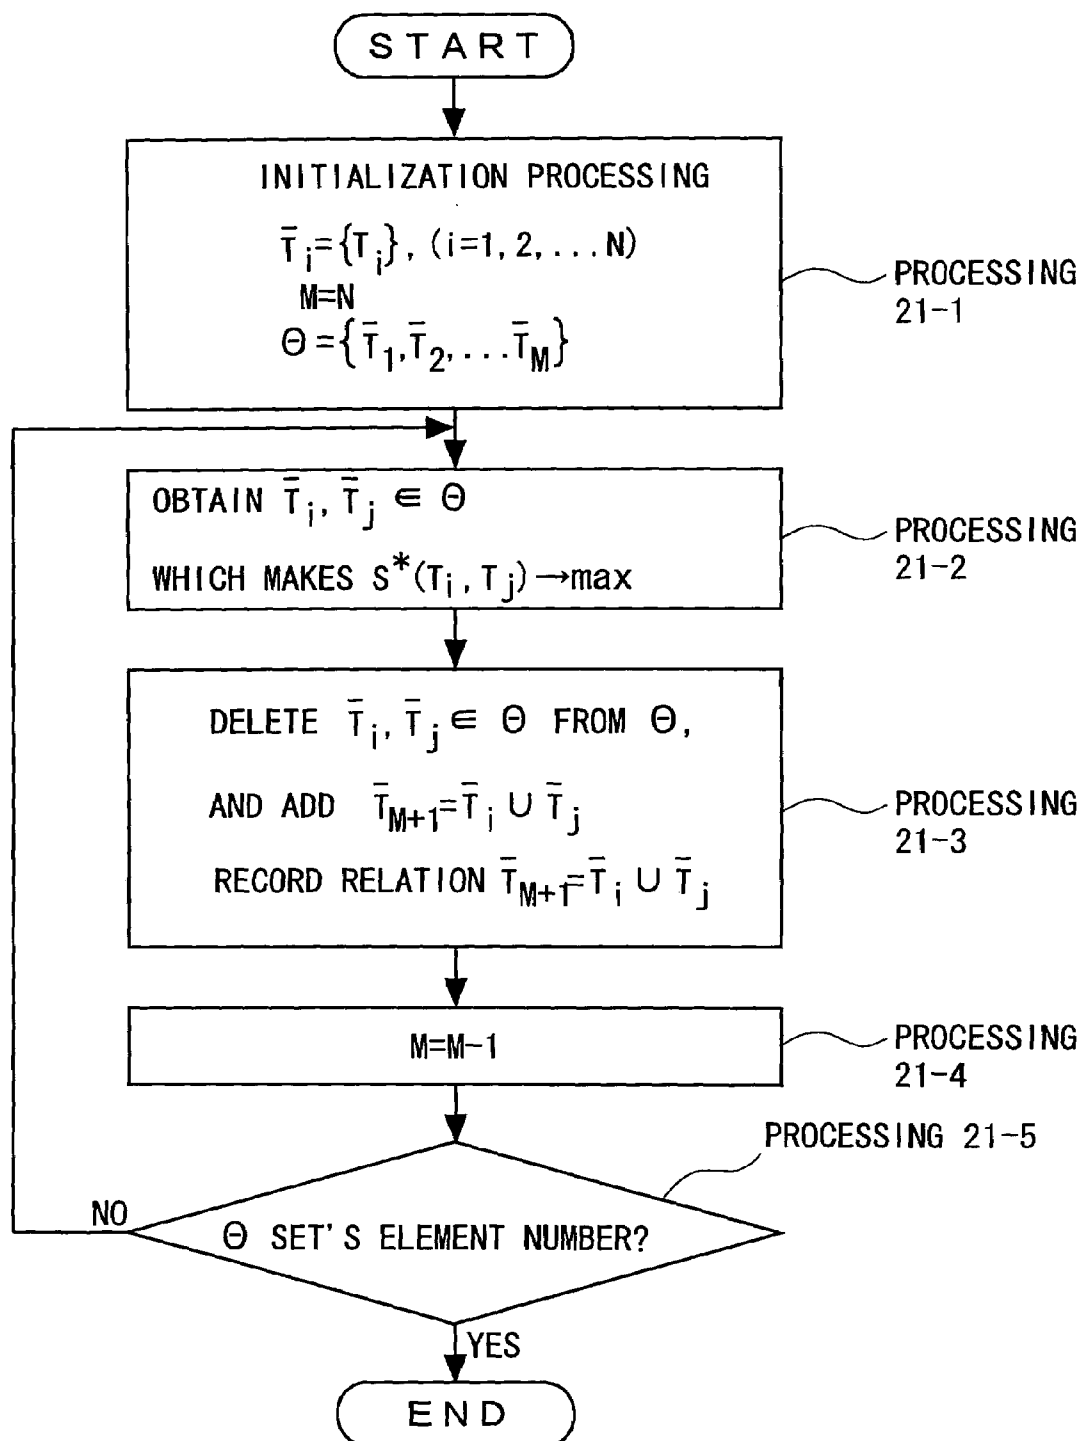 START
INITIALIZATION PROCESSING
T̄i={Ti}, (i=1, 2, ...N)
M=N
Θ={T̄1, T̄2, ...T̄M}
PROCESSING
21-1
OBTAIN T̄i, T̄j ∈ Θ
WHICH MAKES S*(Ti, Tj)→max
PROCESSING
21-2
DELETE T̄i, T̄j ∈ Θ FROM Θ,
AND ADD T̄M+1=T̄i ∪ T̄j
RECORD RELATION T̄M+1=T̄i ∪ T̄j
PROCESSING
21-3
M=M-1
PROCESSING
21-4
PROCESSING 21-5
NO
Θ SET'S ELEMENT NUMBER?
YES
END